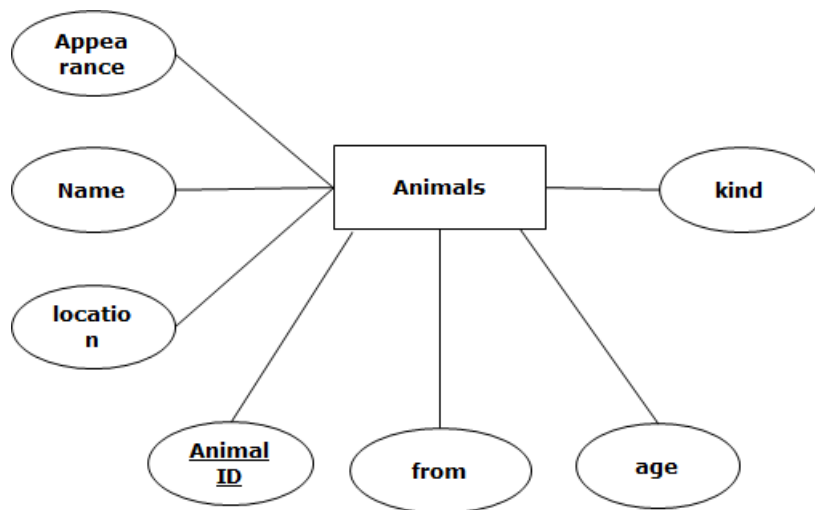 Appea
rance
Name
Animals
kind
locatio
n
Animal
ID
from
age